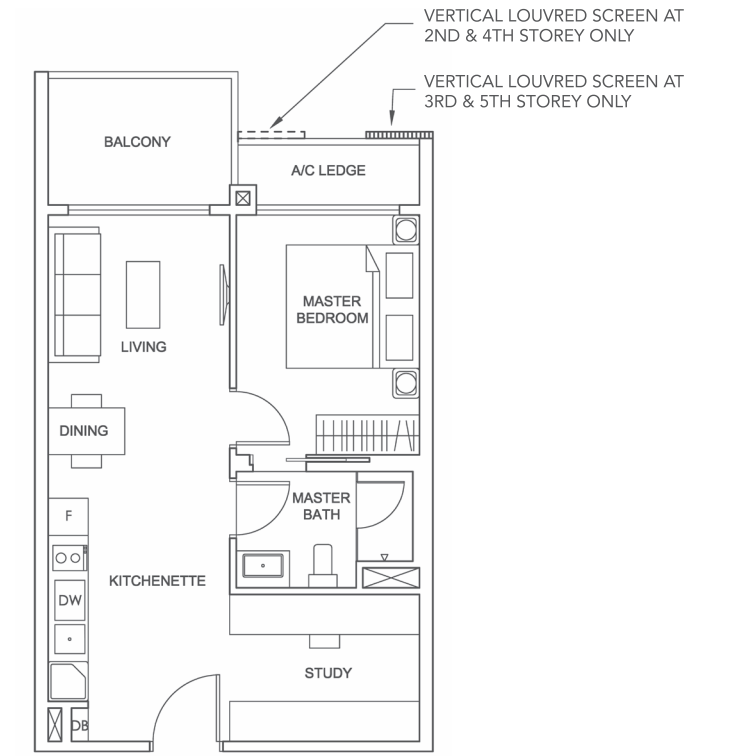 VERTICAL LOUVRED SCREEN AT
2ND & 4TH STOREY ONLY
VERTICAL LOUVRED SCREEN AT
3RD & 5TH STOREY ONLY
BALCONY
A/C LEDGE
MASTER
BEDROOM
LIVING
DINING
MASTER
BATH
F
KITCHENETTE
DW
STUDY
DB